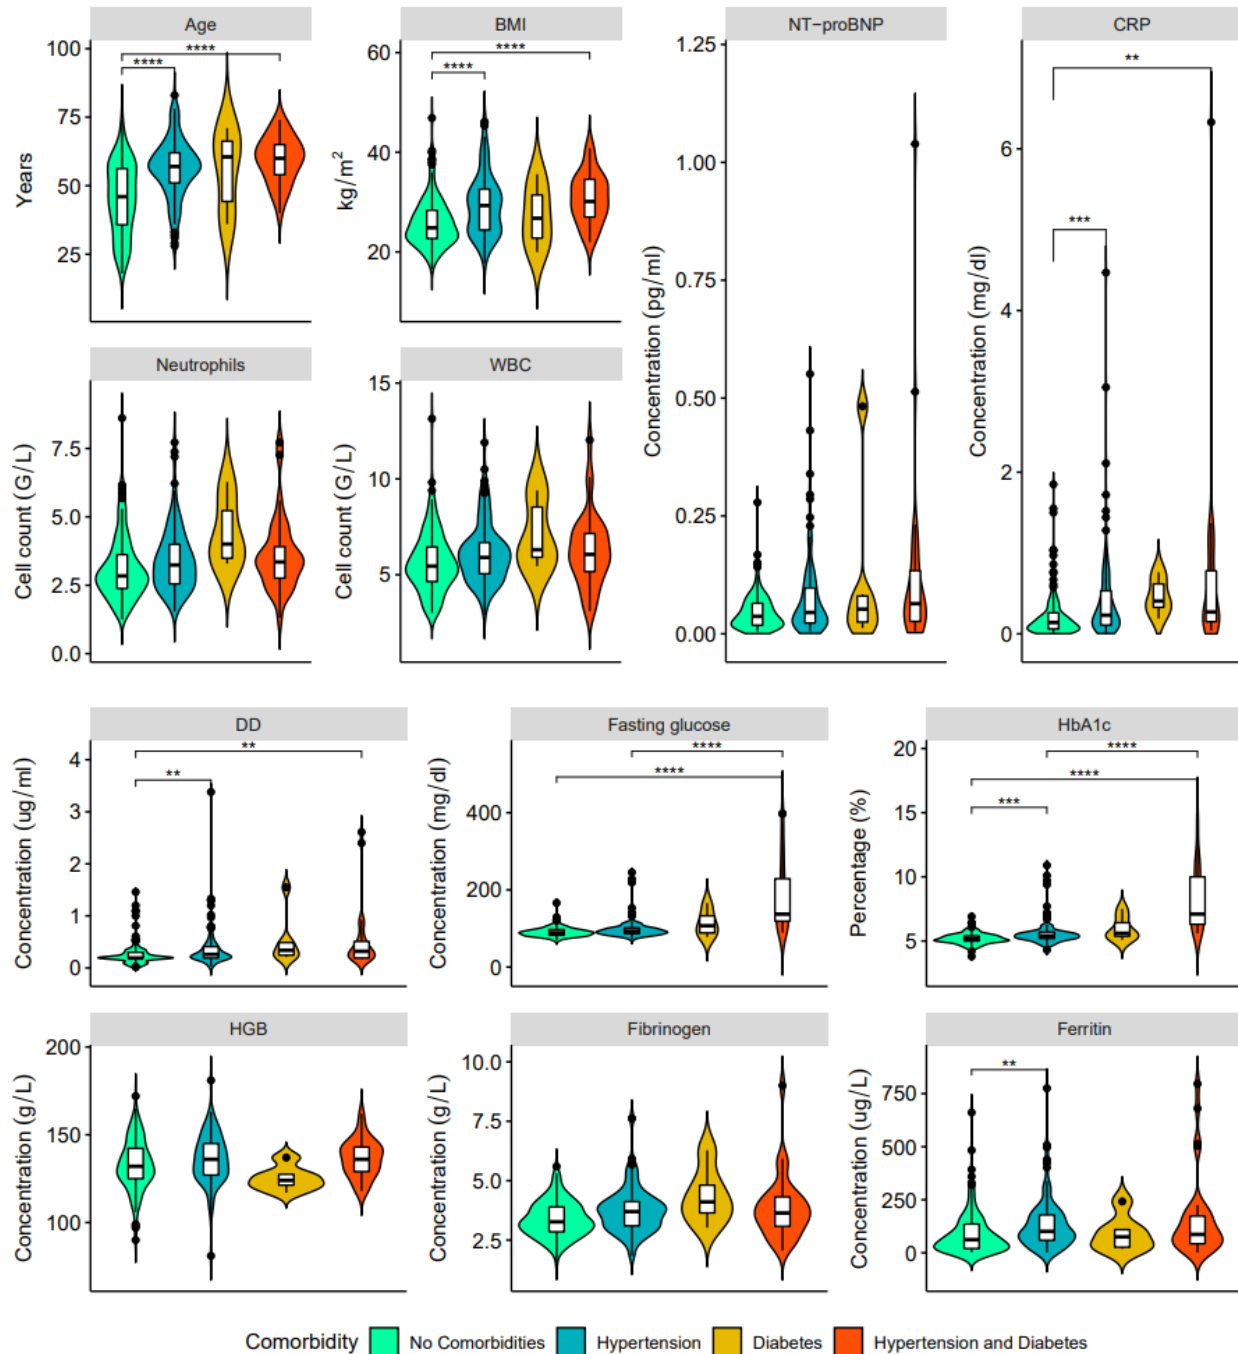 Age
BMI
NT−proBNP
CRP
Years
100
75
50
25
****
****
kg/m²
60
40
20
****
****
Concentration (pg/ml)
1.25
1.00
0.75
0.50
0.25
0.00
Concentration (mg/dl)
6
4
2
0
**
***
Neutrophils
WBC
Cell count (G/L)
7.5
5.0
2.5
0.0
Cell count (G/L)
15
10
5
DD
Fasting glucose
HbA1c
Concentration (ug/ml)
4
3
2
1
0
**
**
Concentration (mg/dl)
400
200
0
****
****
Percentage (%)
20
15
10
5
****
****
***
HGB
Fibrinogen
Ferritin
Concentration (g/L)
200
150
100
Concentration (g/L)
10.0
7.5
5.0
2.5
Concentration (ug/L)
750
500
250
0
**
Comorbidity No Comorbidities Hypertension Diabetes Hypertension and Diabetes